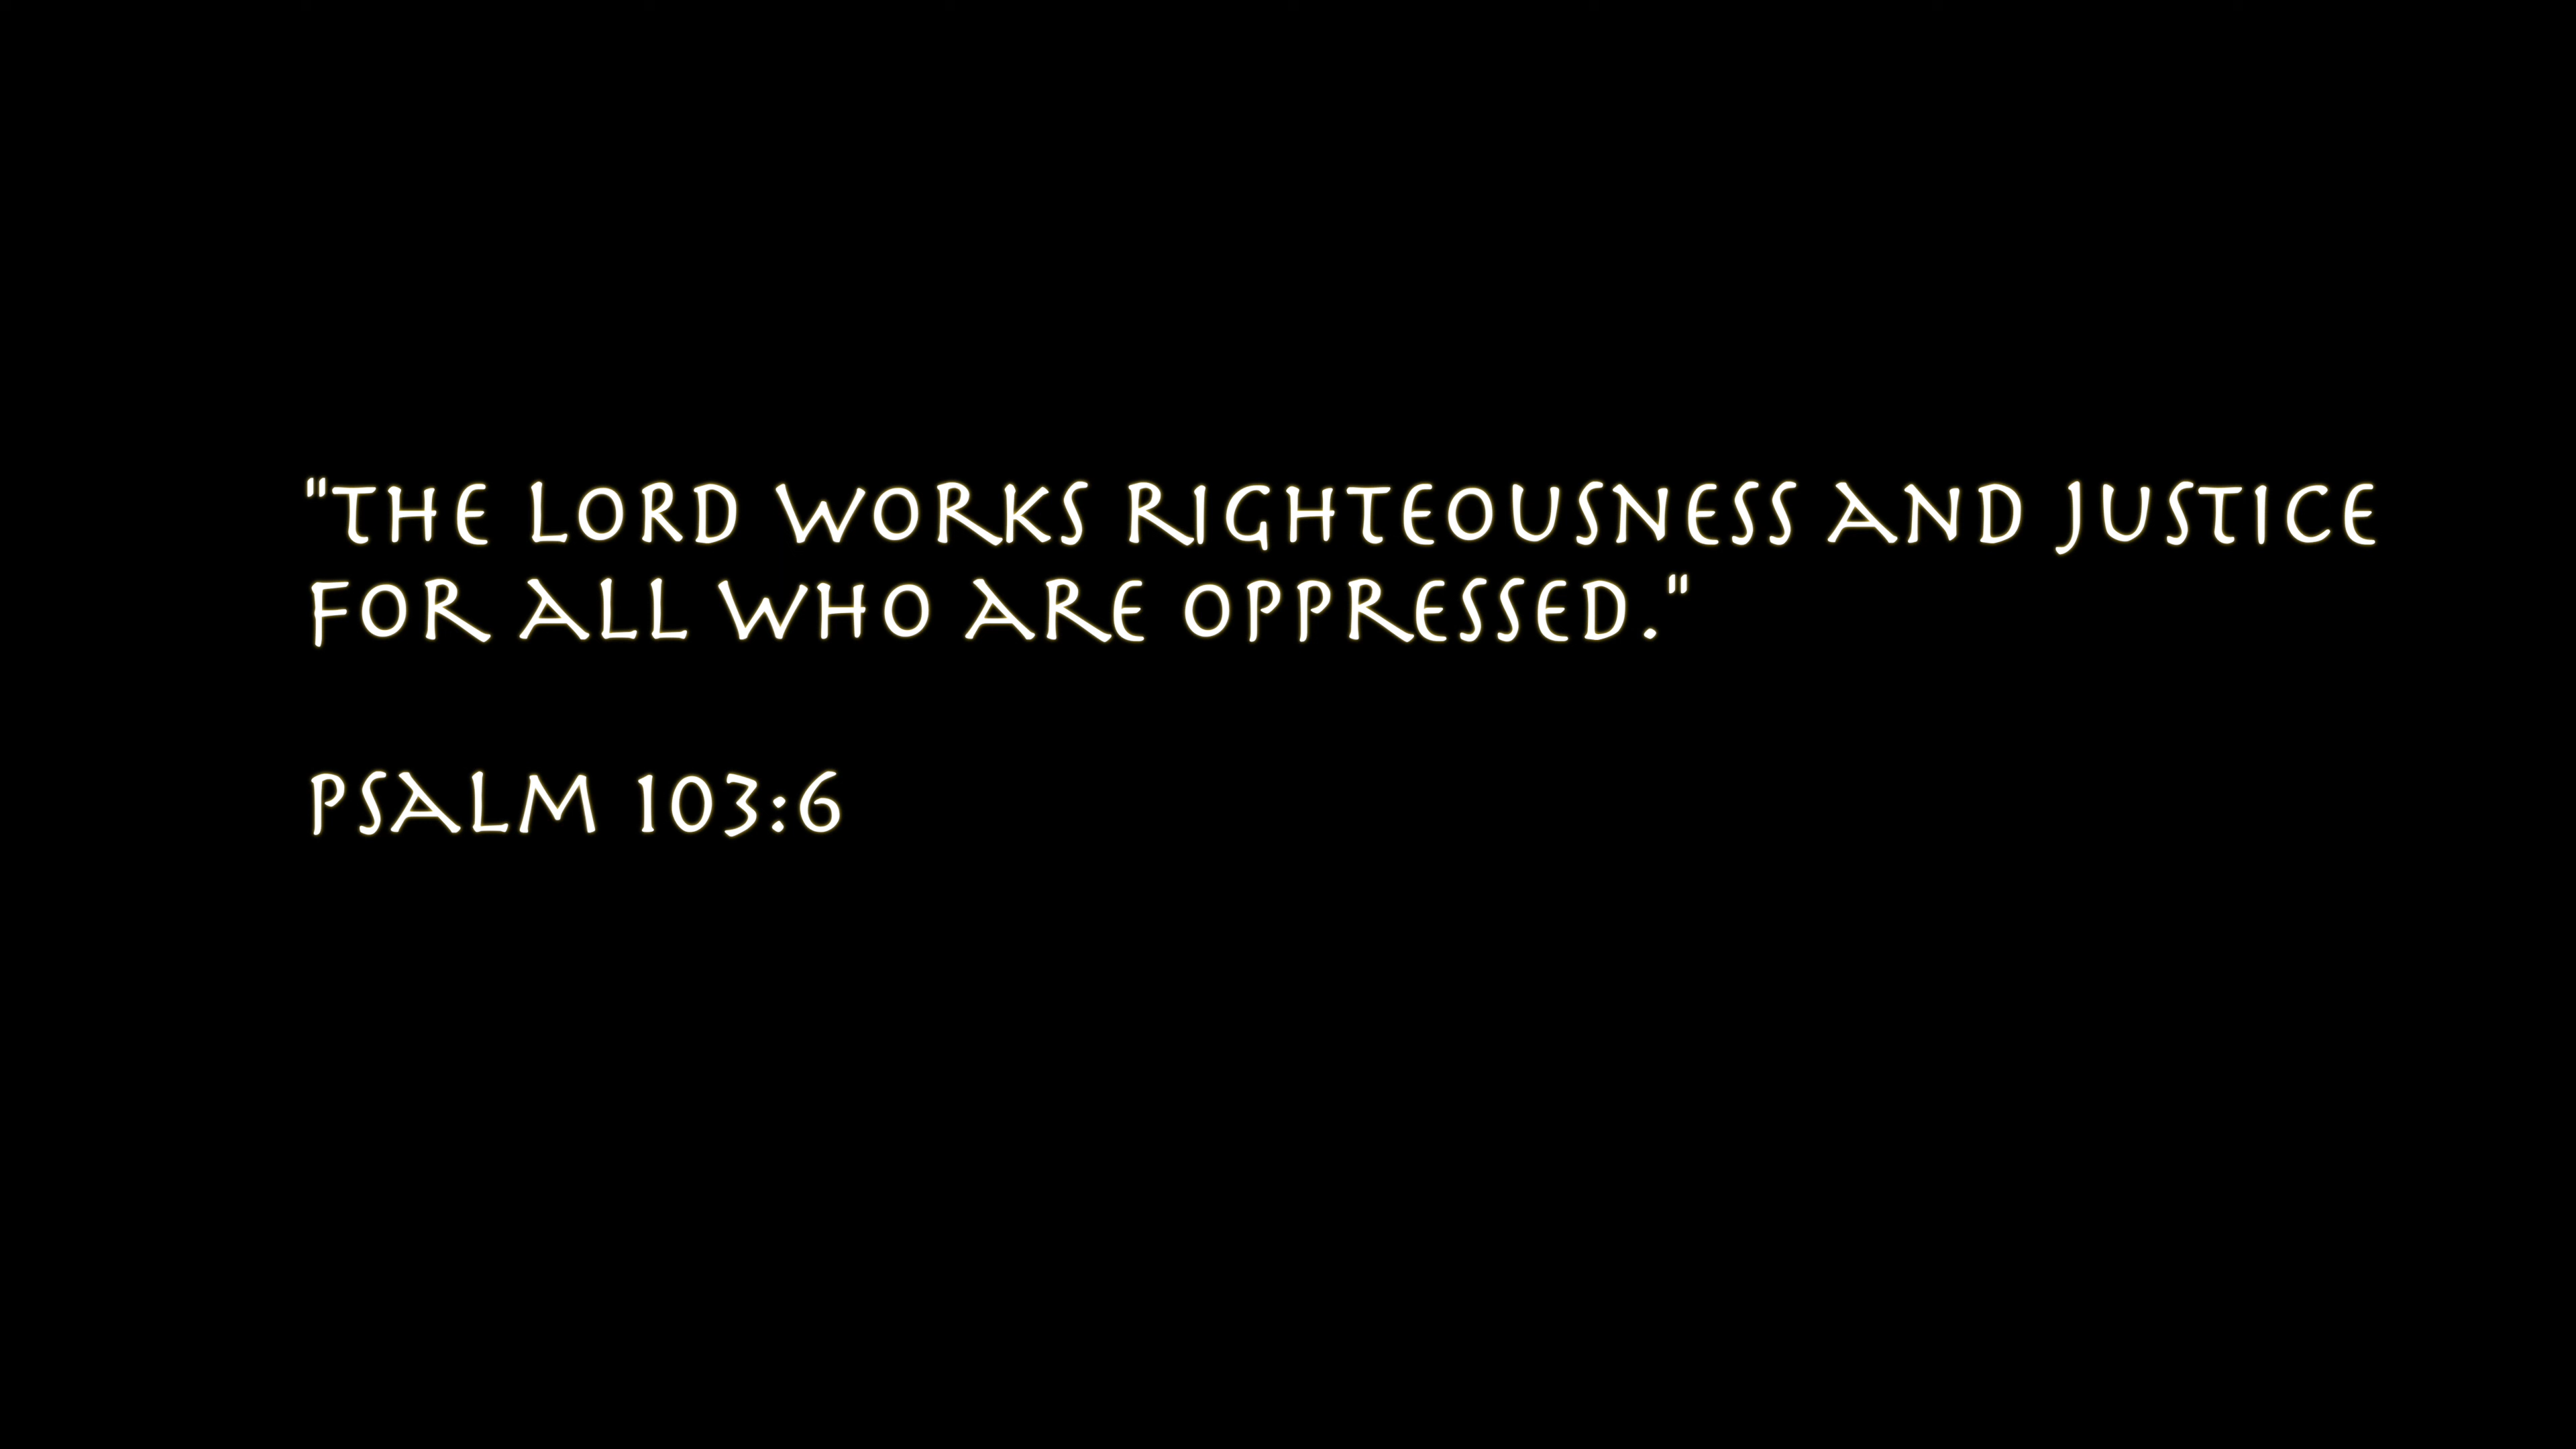 "THE LORD WORKS RIGHTEOUSNESS AND JUSTICE
FOR ALL WHO ARE OPPRESSED."
PSALM 103:6